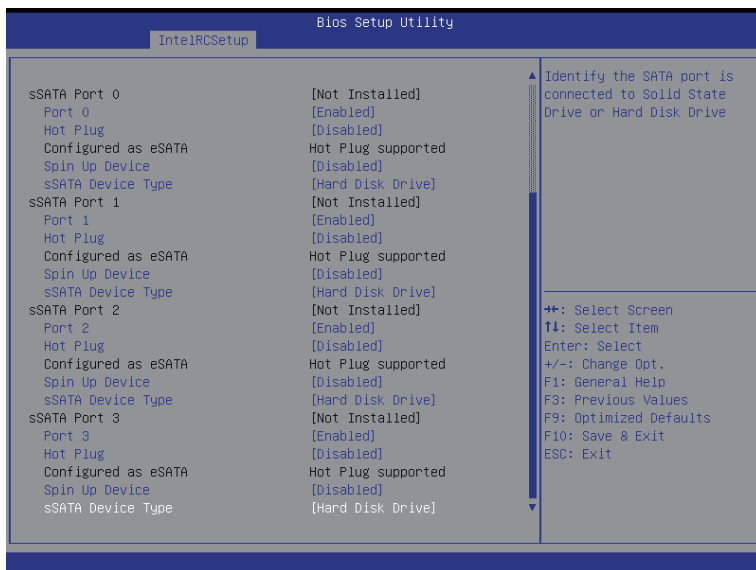 Bios Setup Utility
IntelRCSetup
sSATA Port 0 [Not Installed]
Port 0 [Enabled]
Hot Plug [Disabled]
Configured as eSATA Hot Plug supported
Spin Up Device [Disabled]
sSATA Device Type [Hard Disk Drive]
sSATA Port 1 [Not Installed]
Port 1 [Enabled]
Hot Plug [Disabled]
Configured as eSATA Hot Plug supported
Spin Up Device [Disabled]
sSATA Device Type [Hard Disk Drive]
sSATA Port 2 [Not Installed]
Port 2 [Enabled]
Hot Plug [Disabled]
Configured as eSATA Hot Plug supported
Spin Up Device [Disabled]
sSATA Device Type [Hard Disk Drive]
sSATA Port 3 [Not Installed]
Port 3 [Enabled]
Hot Plug [Disabled]
Configured as eSATA Hot Plug supported
Spin Up Device [Disabled]
sSATA Device Type [Hard Disk Drive]
Identify the SATA port is
connected to Solid State
Drive or Hard Disk Drive
→←: Select Screen
↑↓: Select Item
Enter: Select
+/-: Change Opt.
F1: General Help
F3: Previous Values
F9: Optimized Defaults
F10: Save & Exit
ESC: Exit